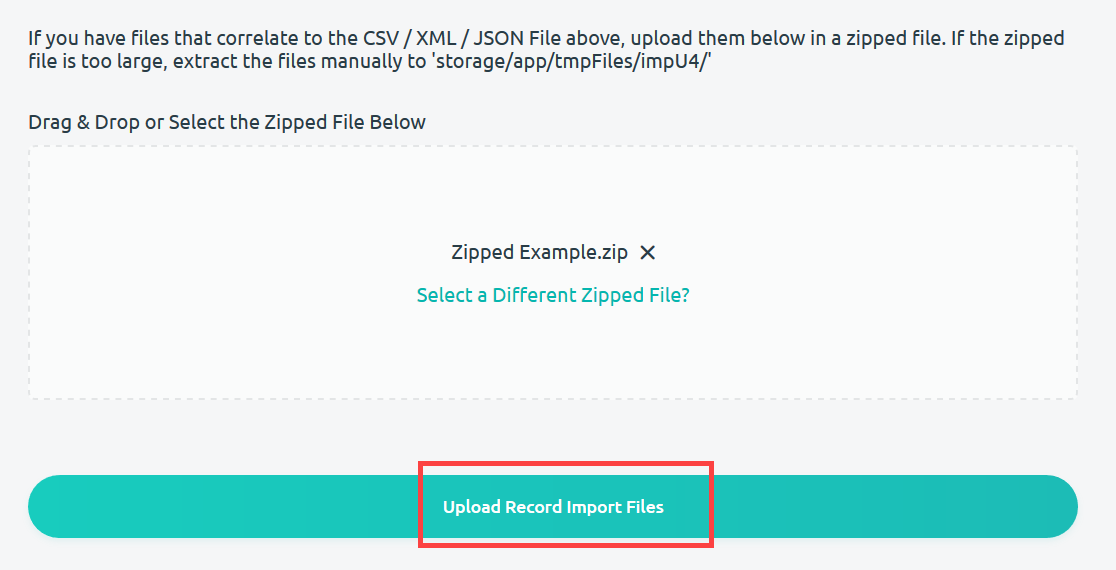 If you have files that correlate to the CSV / XML / JSON File above, upload them below in a zipped file. If the zipped
file is too large, extract the files manually to 'storage/app/tmpFiles/impU4/'
Drag & Drop or Select the Zipped File Below
Zipped Example.zip ✕
Select a Different Zipped File?
Upload Record Import Files